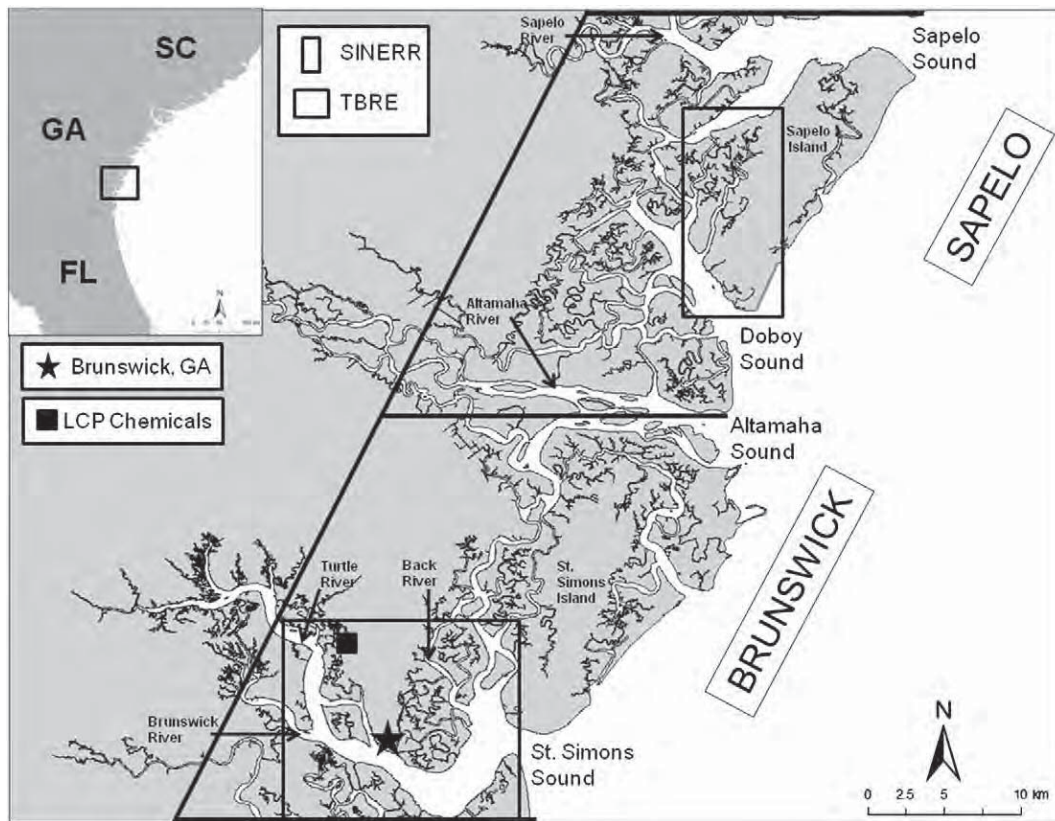 SC
GA
FL
N
SINERR
TBRE
Brunswick, GA
LCP Chemicals
Sapelo
River
Sapelo
Sound
Sapelo
Island
SAPELO
Altamaha
River
Doboy
Sound
Altamaha
Sound
BRUNSWICK
Turtle
River
Back
River
St.
Simons
Island
Brunswick
River
St. Simons
Sound
N
0 2.5 5 10 km